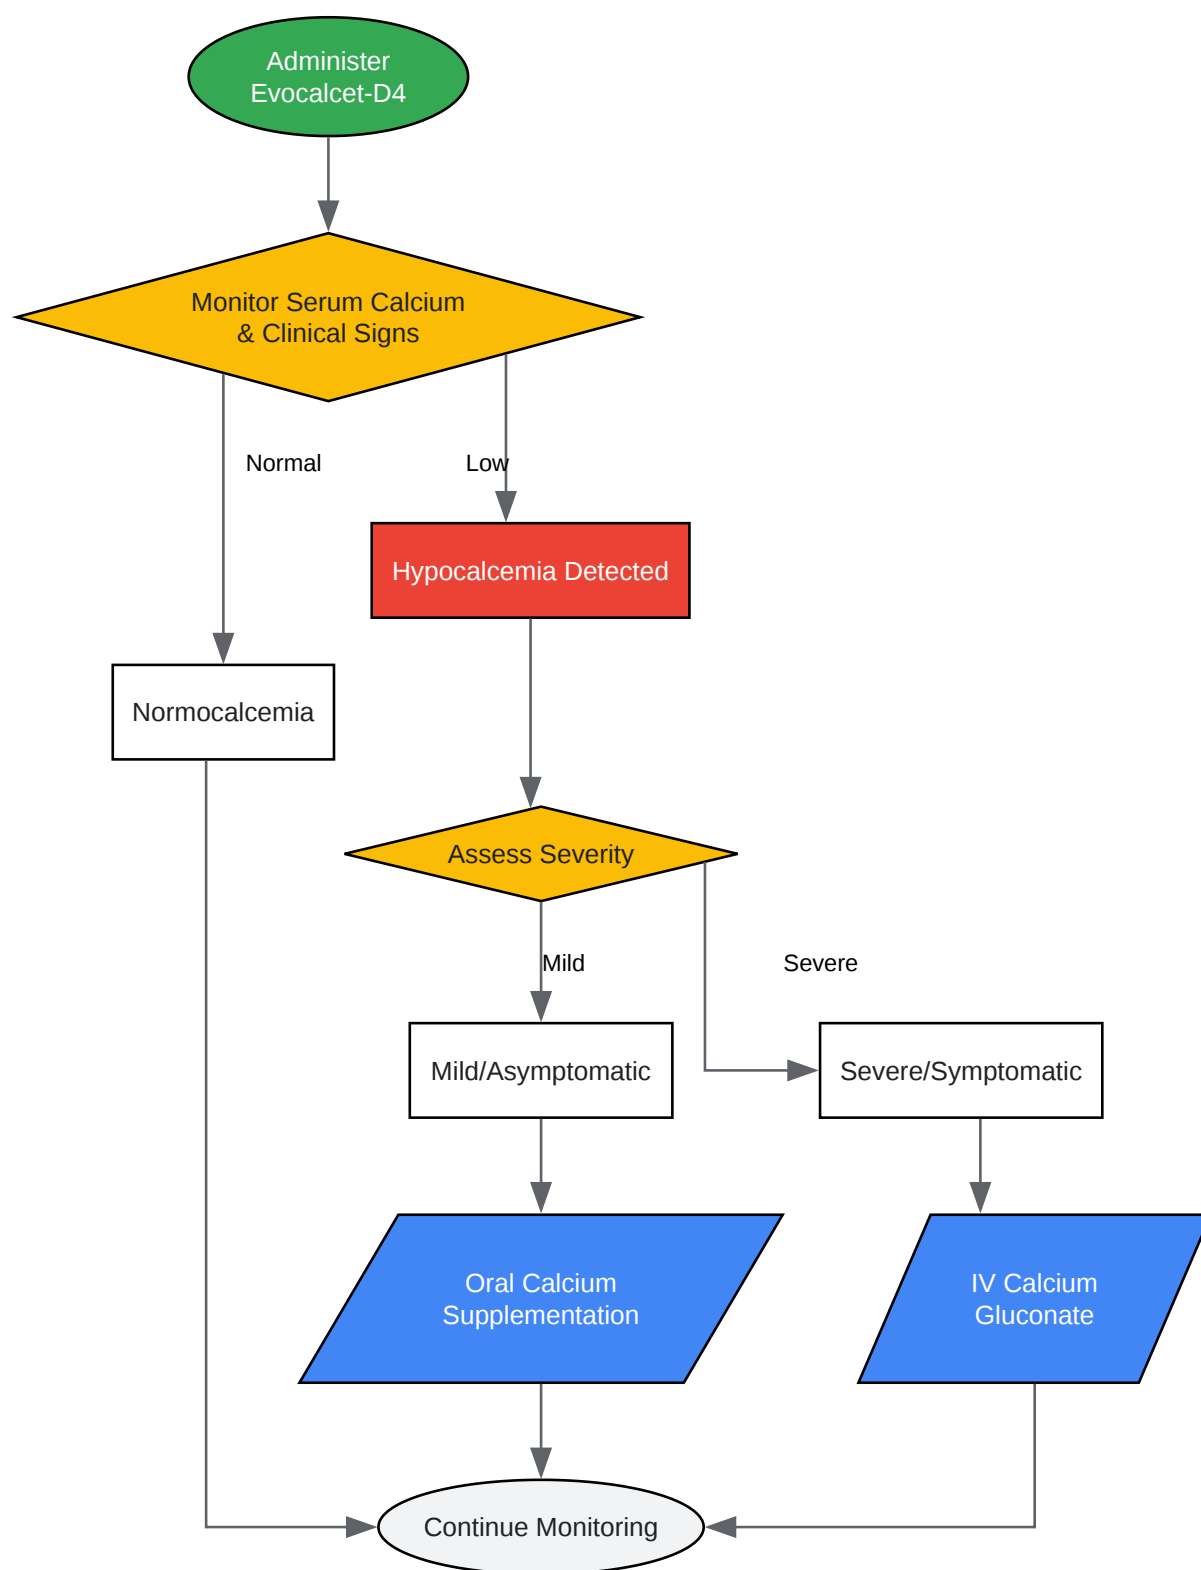 Administer
Evocalcet-D4
Monitor Serum Calcium
& Clinical Signs
Normal
Low
Hypocalcemia Detected
Normocalcemia
Assess Severity
Mild
Severe
Mild/Asymptomatic
Severe/Symptomatic
Oral Calcium
Supplementation
IV Calcium
Gluconate
Continue Monitoring